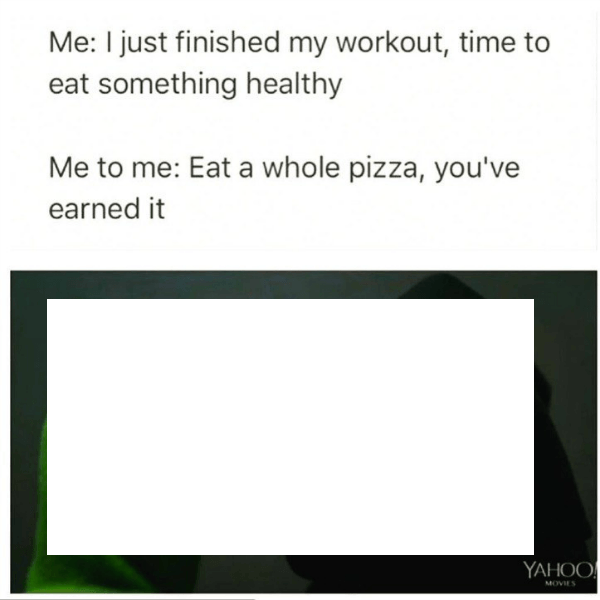 Me: I just finished my workout, time to
eat something healthy
Me to me: Eat a whole pizza, you've
earned it
YAHOO!
MOVIES